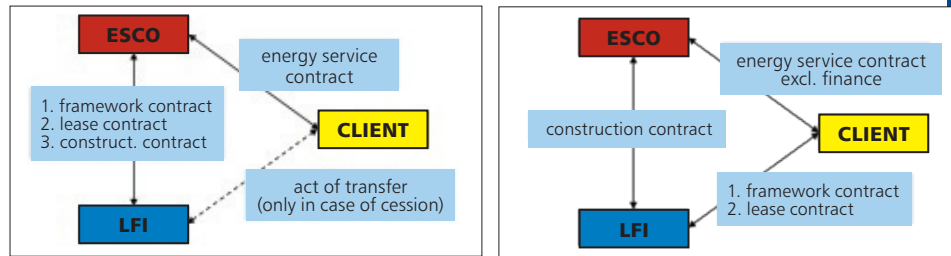 ESCO
energy service
contract
1. framework contract
2. lease contract
3. construct. contract
CLIENT
act of transfer
(only in case of cession)
LFI
ESCO
energy service contract
excl. finance
construction contract
CLIENT
1. framework contract
2. lease contract
LFI